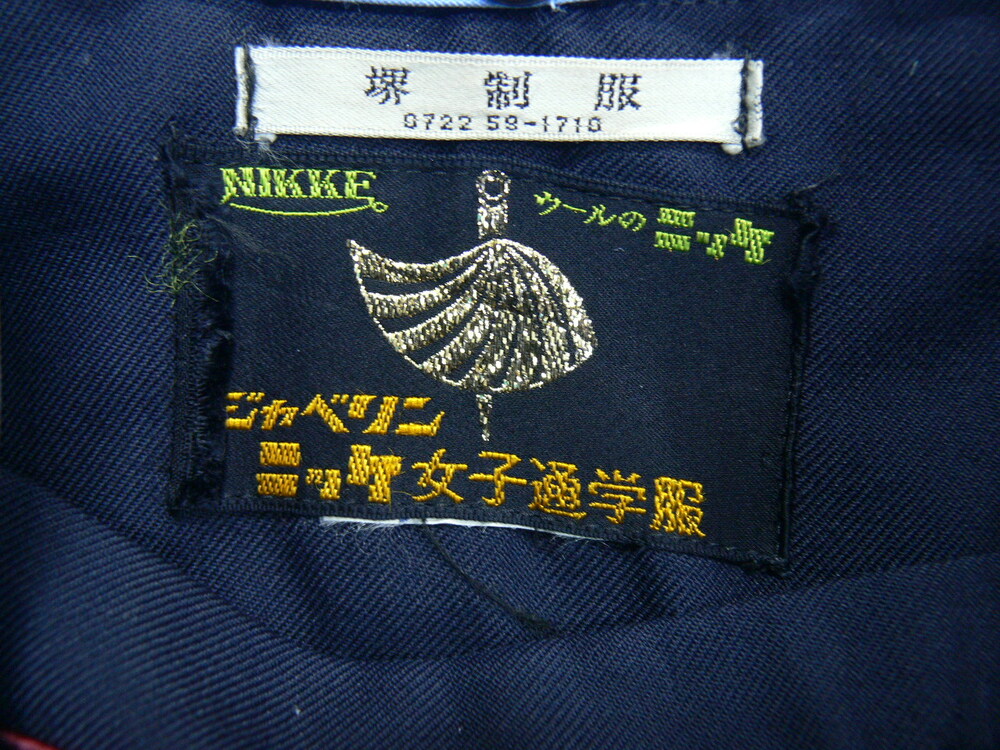 堺制服
0722 58-1710
NIKKE
ウールのニッケ
ジャベリン
ニッケ女子通学服